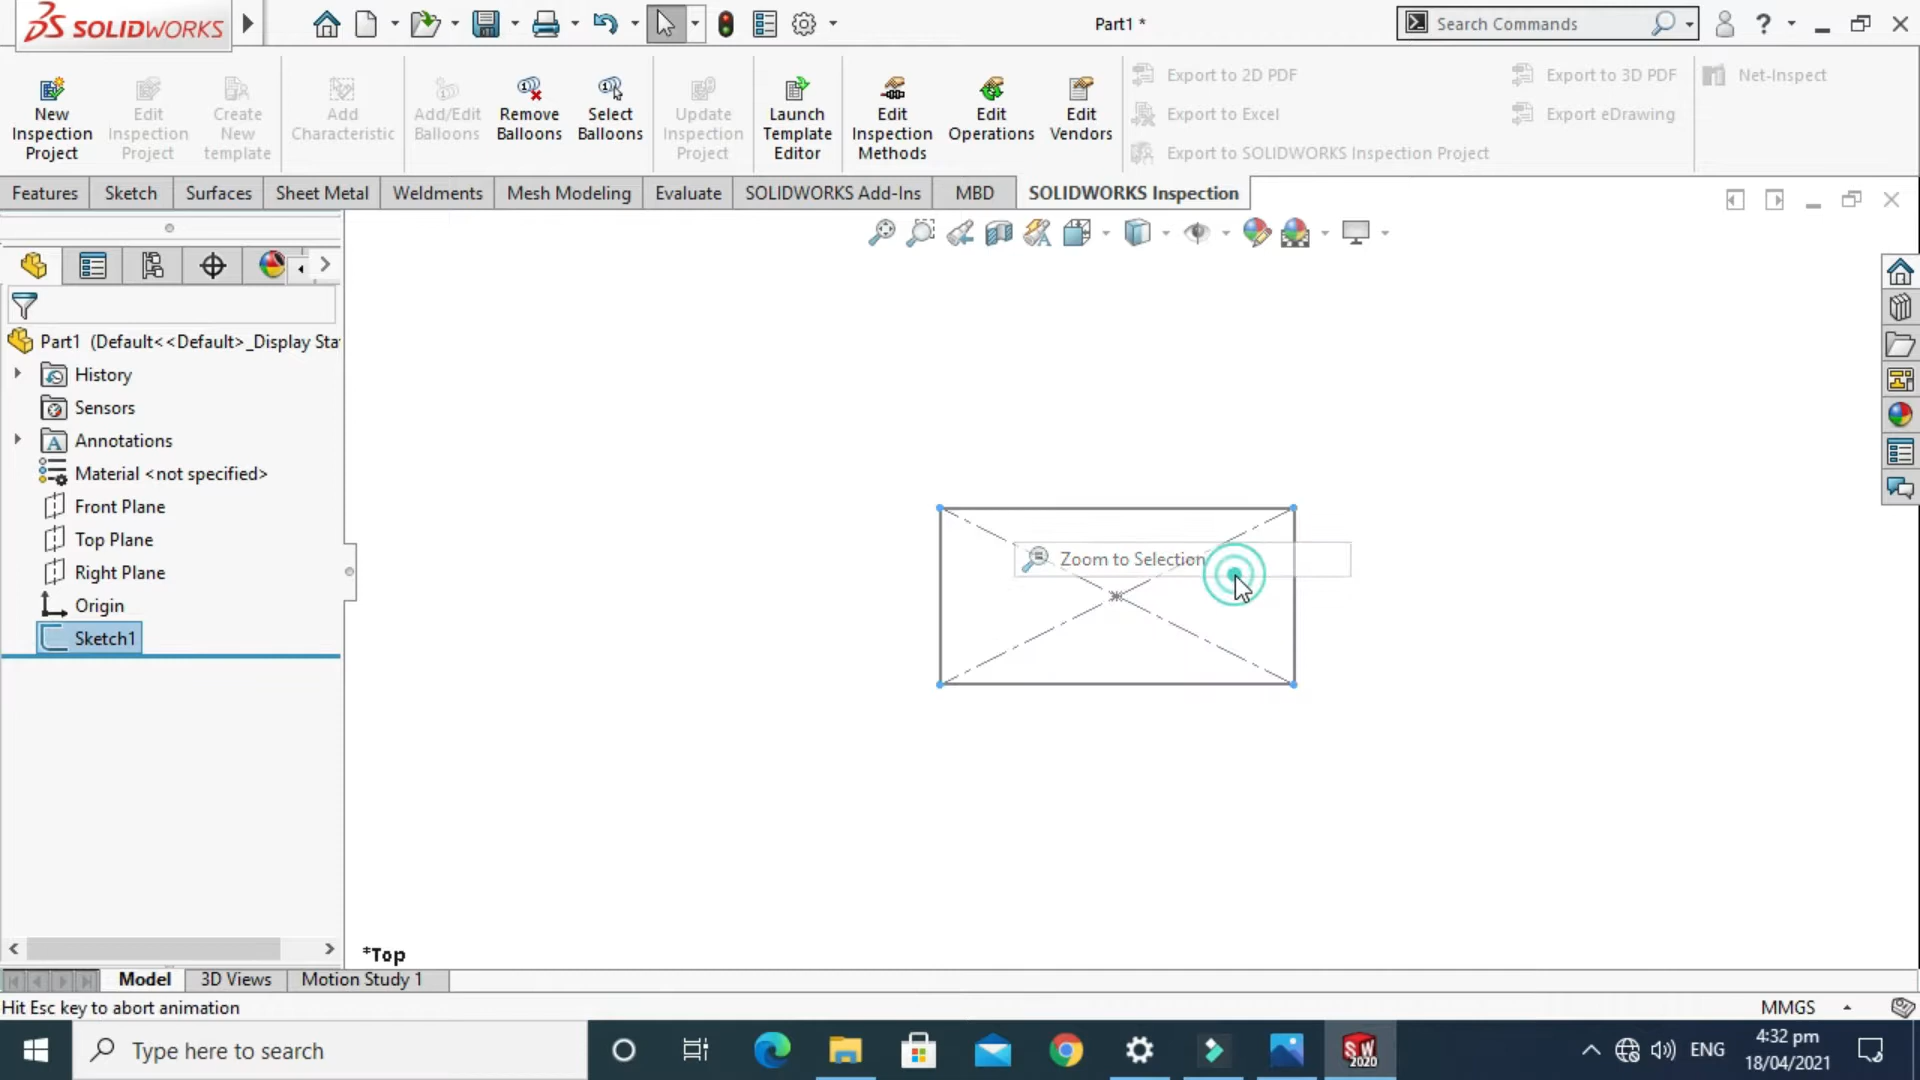 SOLIDWORKS
Part1 *
Search Commands
New Inspection Project
Edit Inspection Project
Create New template
Add Characteristic
Add/Edit Balloons
Remove Balloons
Select Balloons
Update Inspection Project
Launch Template Editor
Edit Inspection Methods
Edit Operations
Edit Vendors
Export to 2D PDF
Export to Excel
Export to SOLIDWORKS Inspection Project
Export to 3D PDF
Export eDrawing
Net-Inspect
Features
Sketch
Surfaces
Sheet Metal
Weldments
Mesh Modeling
Evaluate
SOLIDWORKS Add-Ins
MBD
SOLIDWORKS Inspection
Part1 (Default<<Default>_Display Sta
History
Sensors
Annotations
Material <not specified>
Front Plane
Top Plane
Right Plane
Origin
Sketch1
Zoom to Selection
*Top
Model
3D Views
Motion Study 1
Hit Esc key to abort animation
MMGS
Type here to search
SW
2020
ENG
4:32 pm
18/04/2021